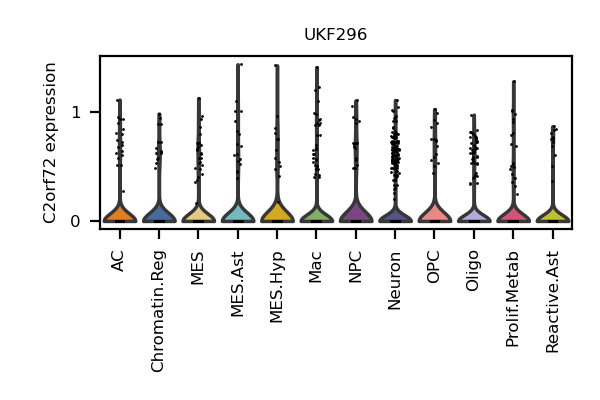 UKF296
C2orf72 expression
1
0
AC
Chromatin.Reg
MES
MES.Ast
MES.Hyp
Mac
NPC
Neuron
OPC
Oligo
Prolif.Metab
Reactive.Ast